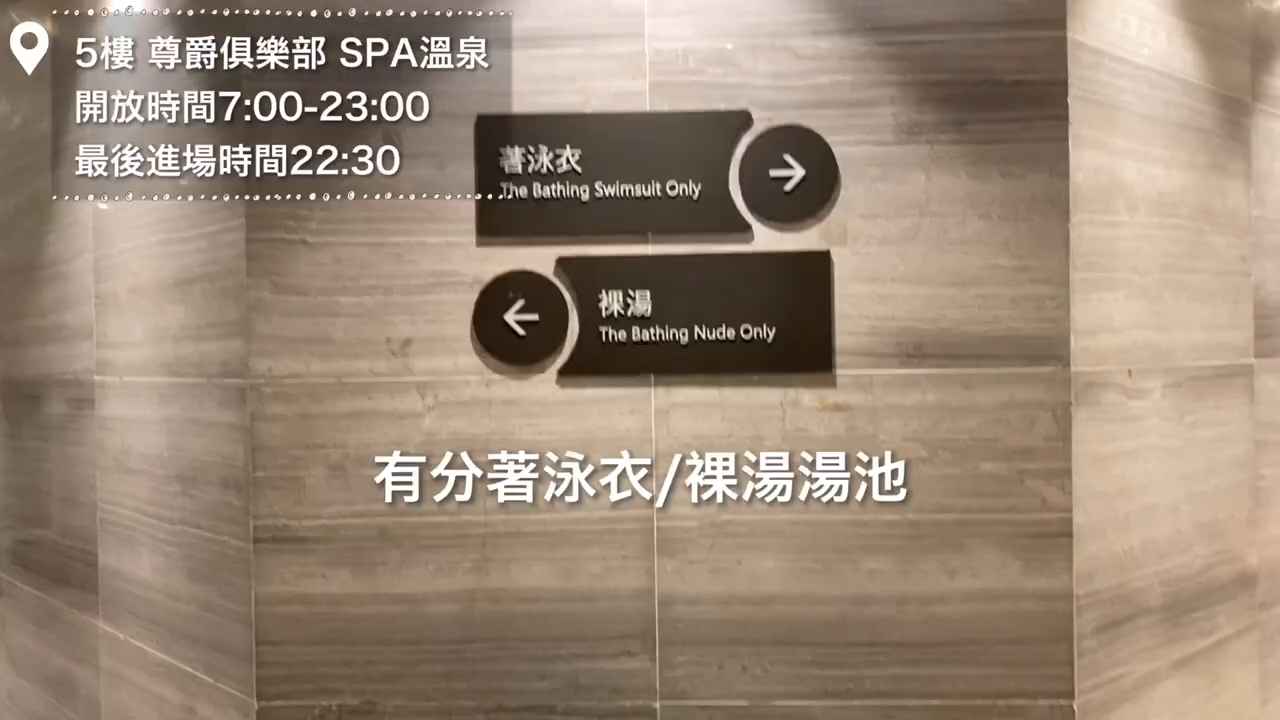 5樓 尊爵俱樂部 SPA溫泉
開放時間7:00-23:00
最後進場時間22:30
著泳衣
The Bathing Swimsuit Only
裸湯
The Bathing Nude Only
有分著泳衣/裸湯湯池